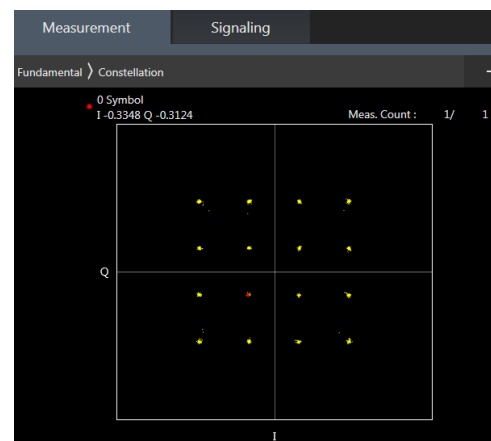 Measurement Signaling
Fundamental 〉 Constellation
0 Symbol
I -0.3348 Q -0.3124 Meas. Count : 1/ 1
Q
I